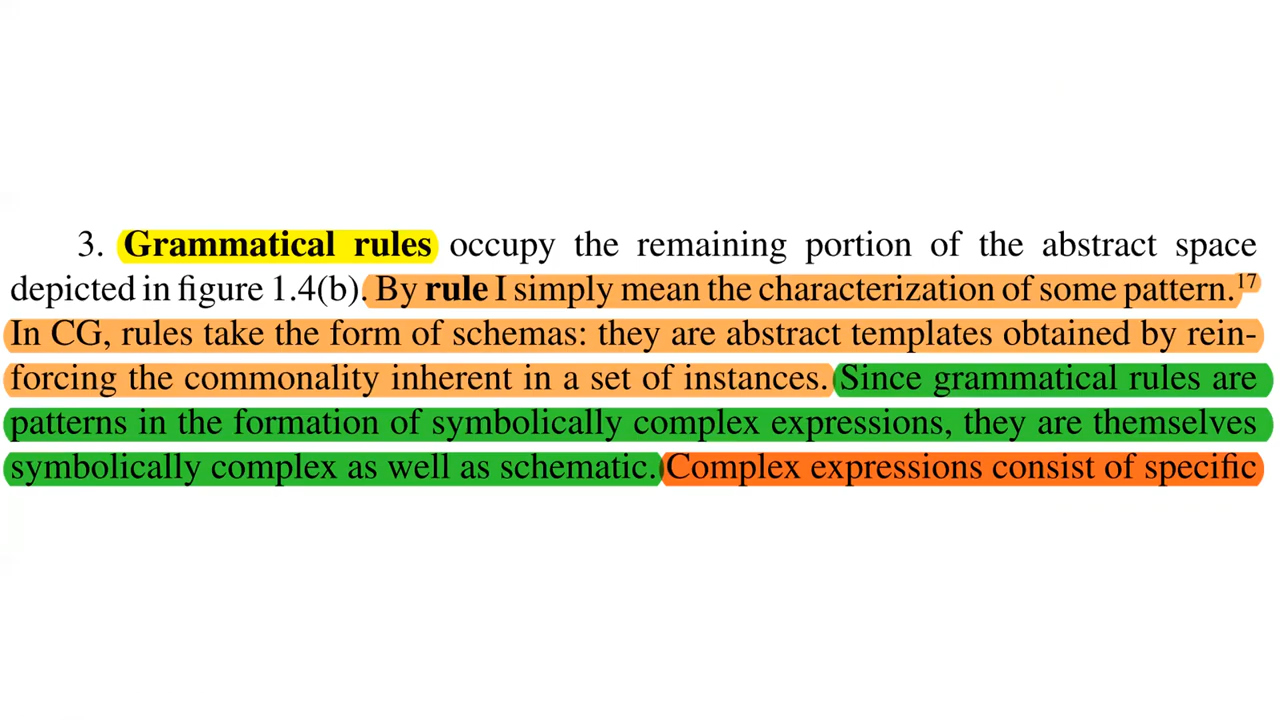 3. Grammatical rules occupy the remaining portion of the abstract space
depicted in figure 1.4(b). By rule I simply mean the characterization of some pattern.17
In CG, rules take the form of schemas: they are abstract templates obtained by rein-
forcing the commonality inherent in a set of instances. Since grammatical rules are
patterns in the formation of symbolically complex expressions, they are themselves
symbolically complex as well as schematic. Complex expressions consist of specific